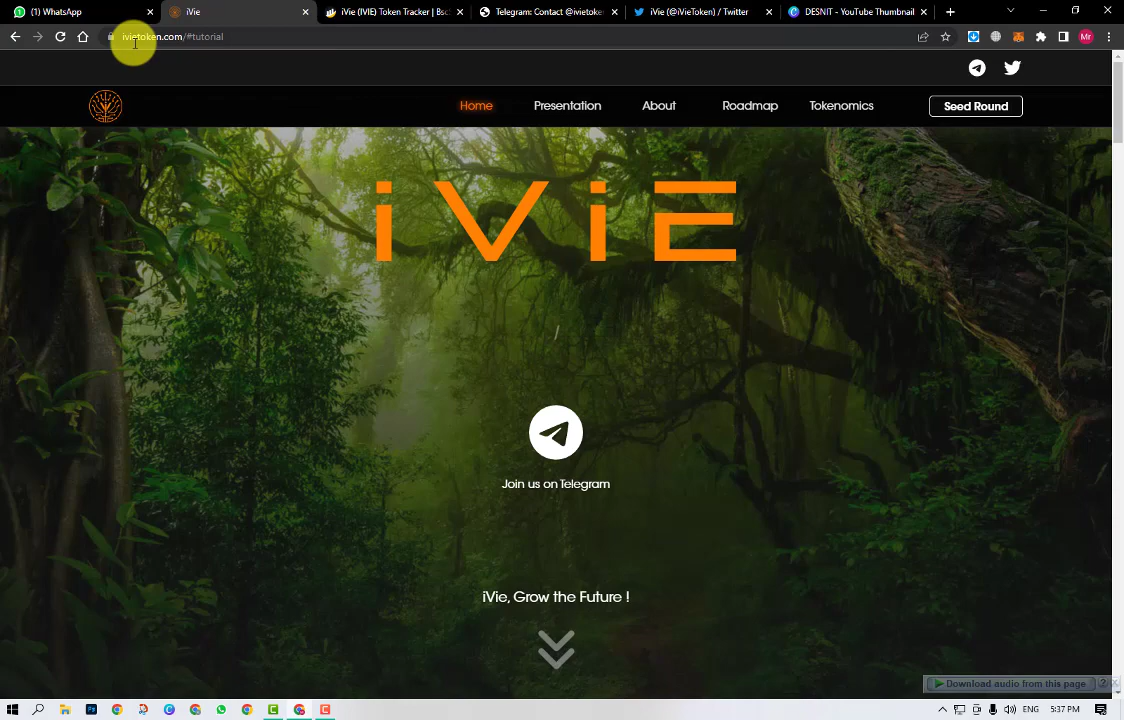 (1) WhatsApp
iVie
iVie (IVIE) Token Tracker | Bsc
Telegram: Contact @ivietoke
iVie (@iVieToken) / Twitter
DESNIT - YouTube Thumbnail
ivietoken.com/#tutorial
Mr
Home
Presentation
About
Roadmap
Tokenomics
Seed Round
iViE
/
Join us on Telegram
iVie, Grow the Future !
Download audio from this page
?
ENG
5:37 PM